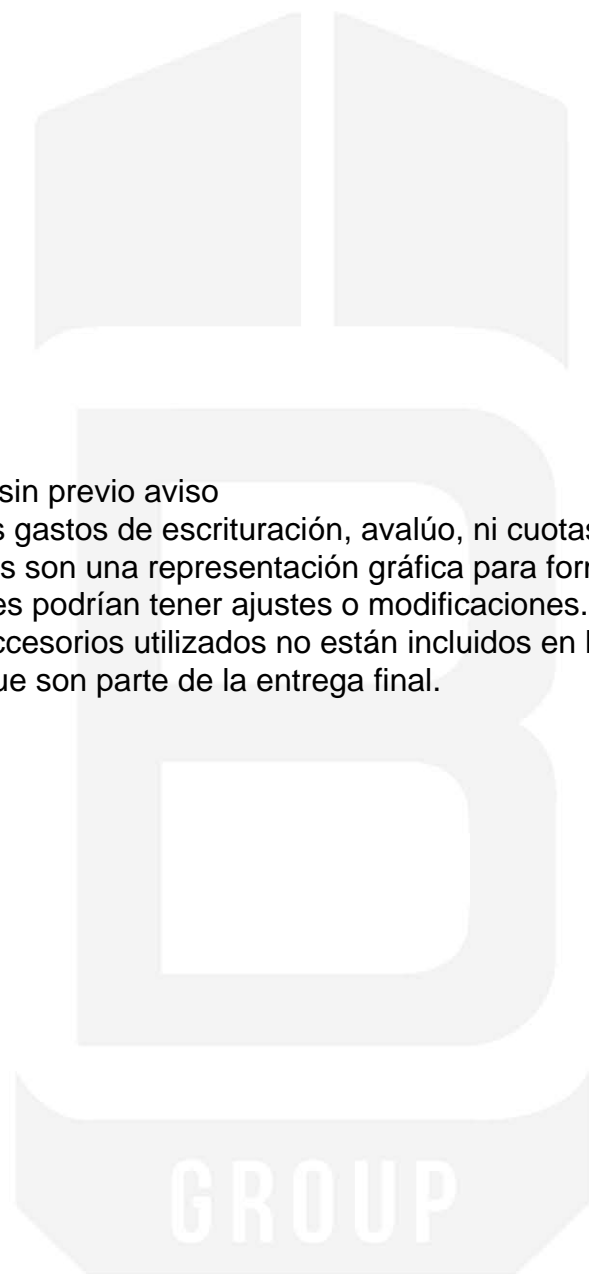 sin previo aviso
s gastos de escrituración, avalúo, ni cuotas
s son una representación gráfica para for
es podrían tener ajustes o modificaciones.
ccesorios utilizados no están incluidos en l
ue son parte de la entrega final.
B
GROUP